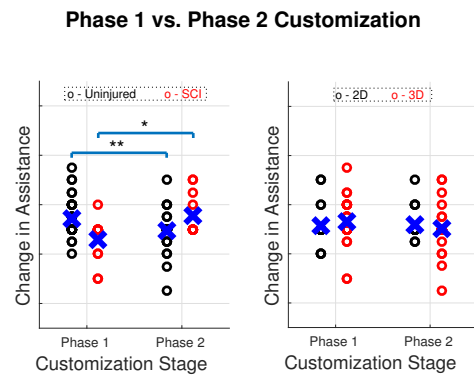 Phase 1 vs. Phase 2 Customization
o - Uninjured o - SCI
o - 2D o - 3D
*
**
Change in Assistance
Change in Assistance
Phase 1 Phase 2
Phase 1 Phase 2
Customization Stage
Customization Stage